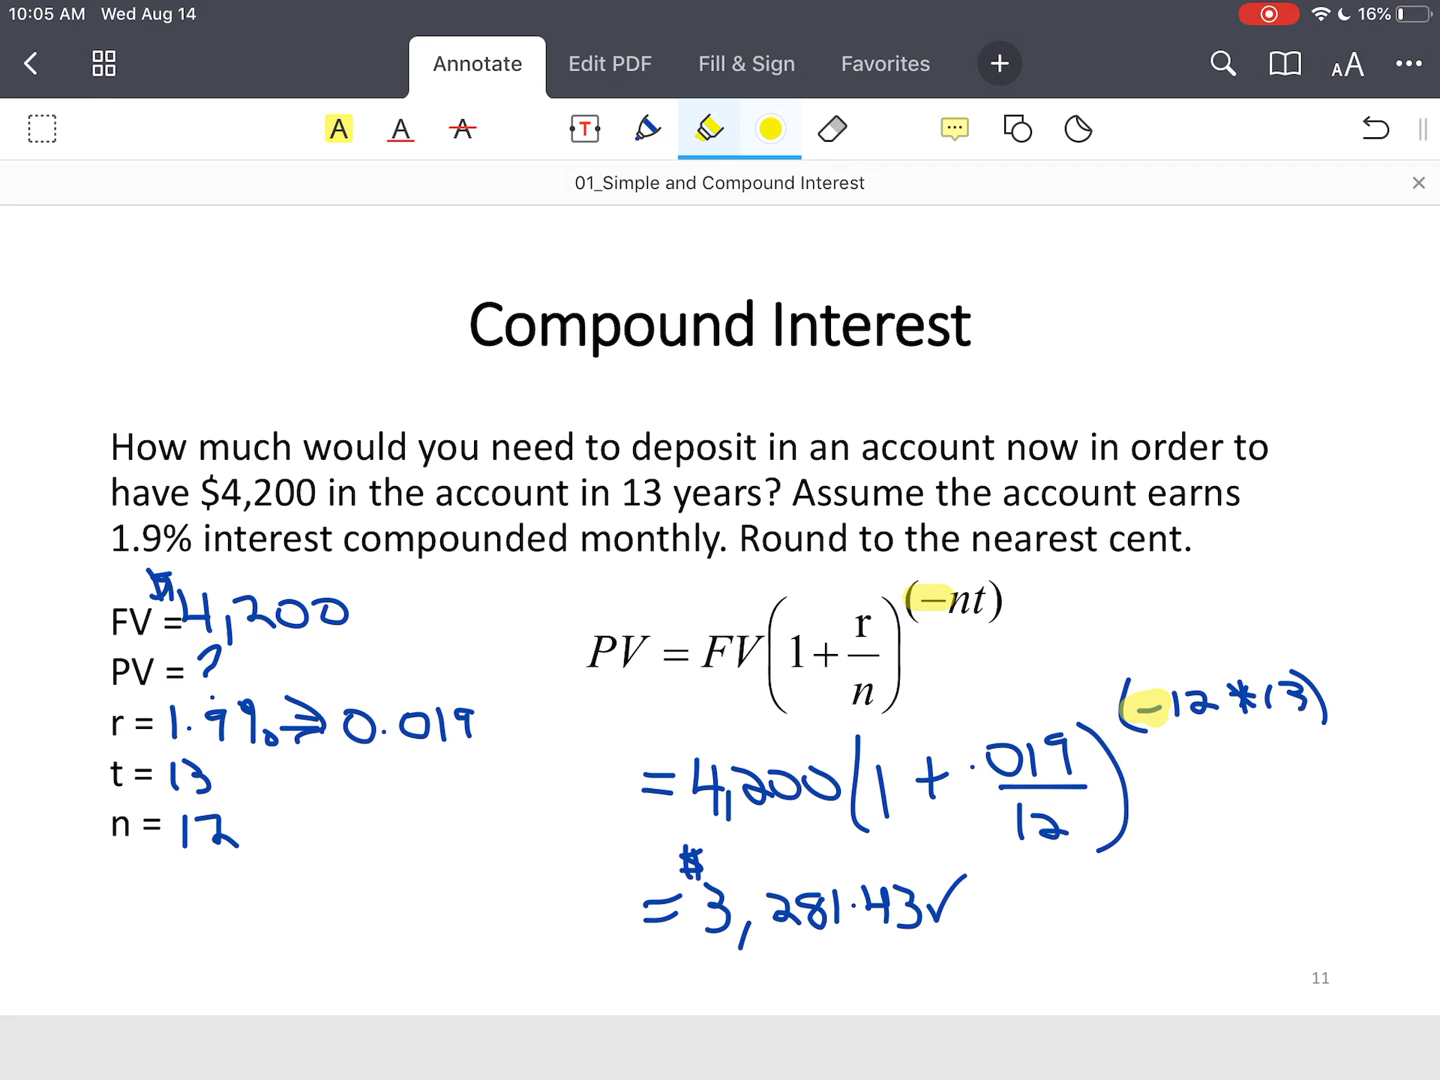 10:05 AM Wed Aug 14 16%
Annotate Edit PDF Fill & Sign Favorites
A A A T
01_Simple and Compound Interest
Compound Interest
How much would you need to deposit in an account now in order to
have $4,200 in the account in 13 years? Assume the account earns
1.9% interest compounded monthly. Round to the nearest cent.
FV = $4,200
PV = ?
r = 1.9% ⇒ 0.019
t = 13
n = 12
PV = FV(1+r/n)^(−nt)
= 4,200(1 + .019/12)^(−12*13)
= $3,281.43✓
11